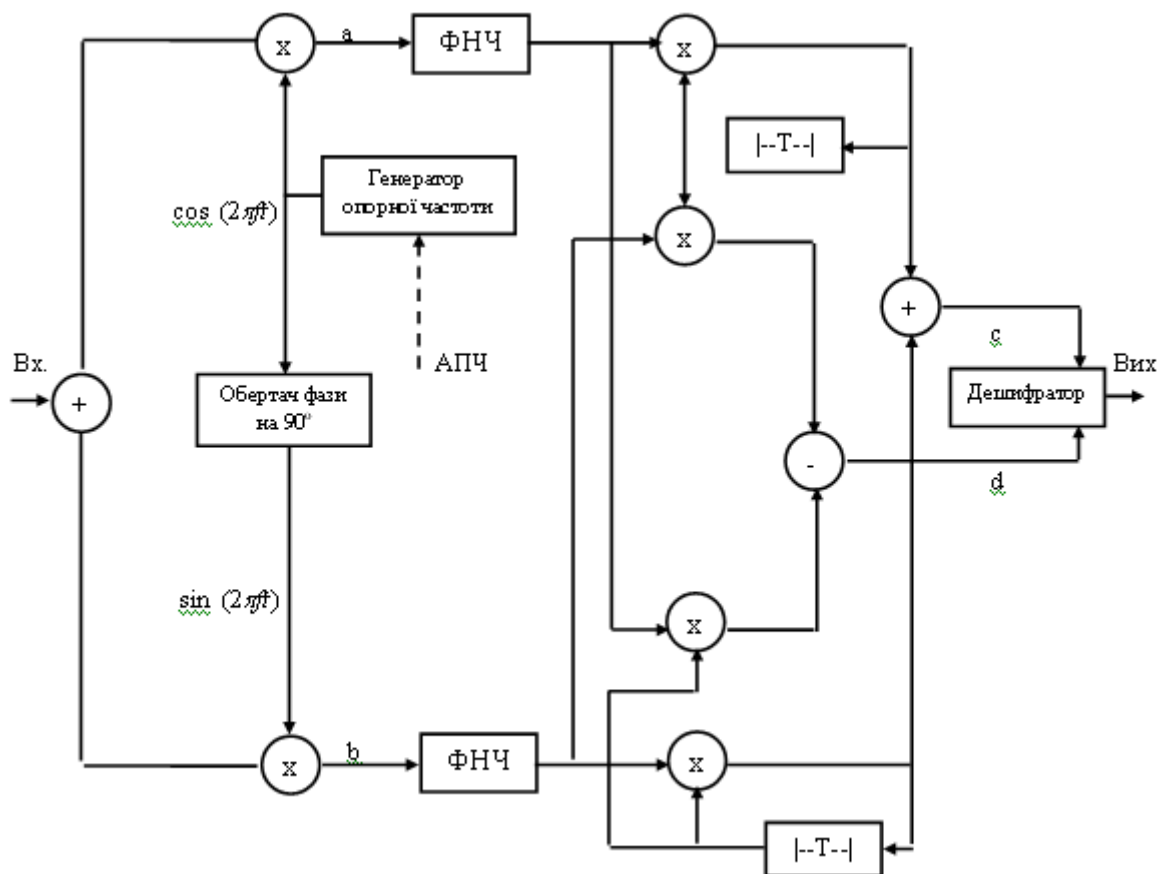 x
a
ФНЧ
x
|--T--|
Генератор
опорної частоти
cos (2πft)
x
+
c
Вх.
АПЧ
Вих
+
Обертач фази
на 90°
Дешифратор
-
d
sin (2πft)
x
x
b
ФНЧ
x
|--T--|